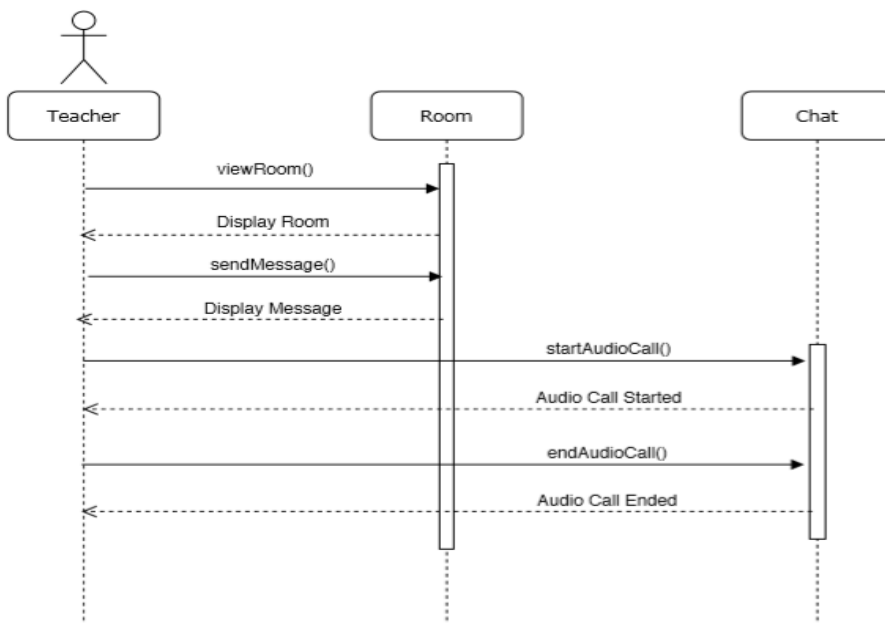 Teacher
Room
Chat
viewRoom()
Display Room
sendMessage()
Display Message
startAudioCall()
Audio Call Started
endAudioCall()
Audio Call Ended